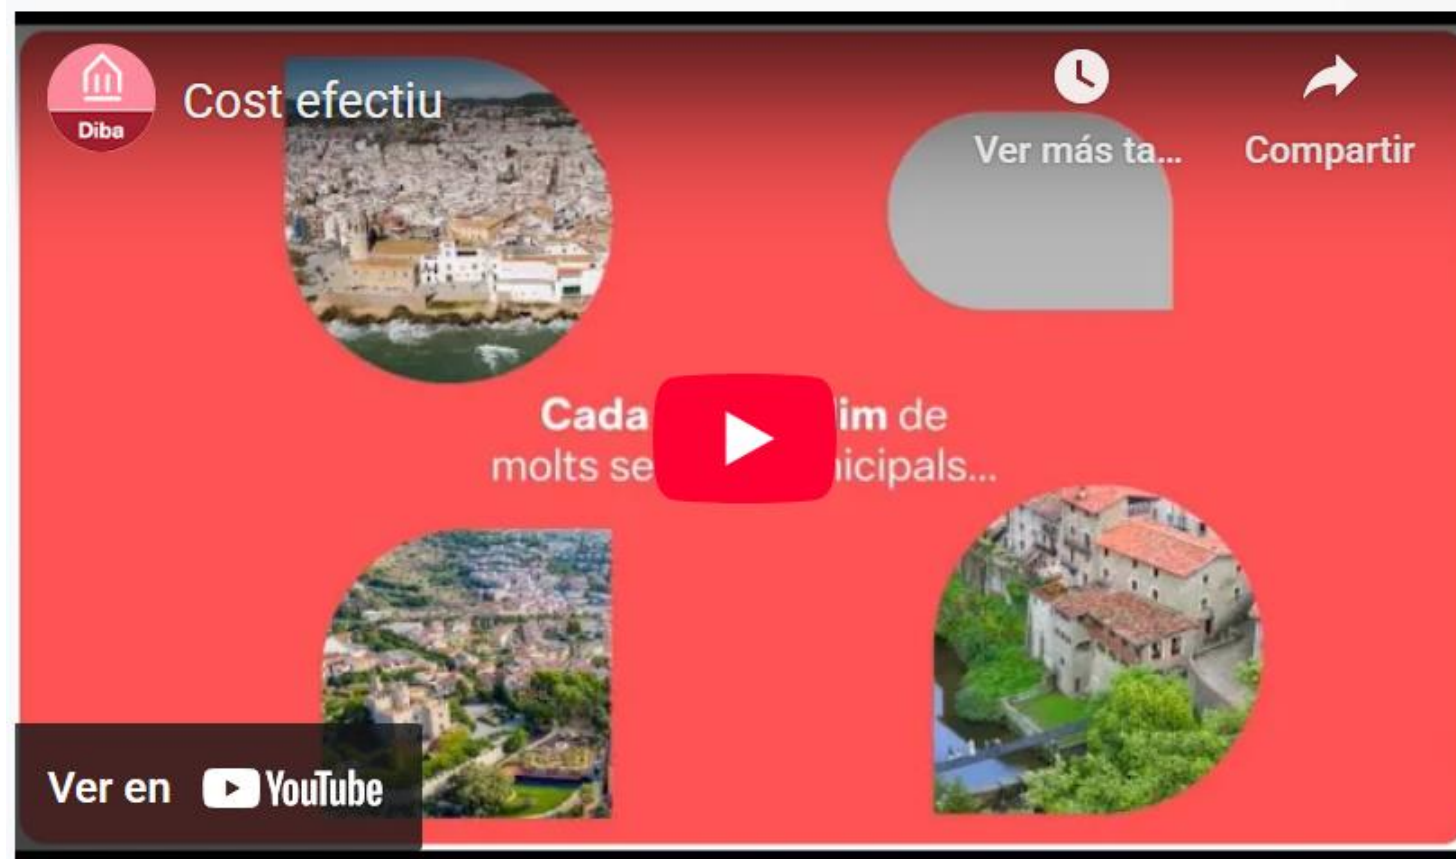 Diba
Cost efectiu
Ver más ta...
Compartir
Cada im de
molts se icipals...
Ver en YouTube